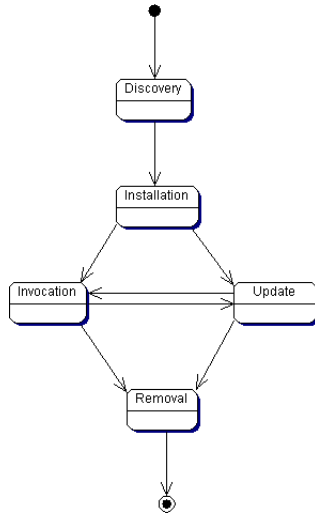 Discovery
Installation
Invocation
Update
Removal